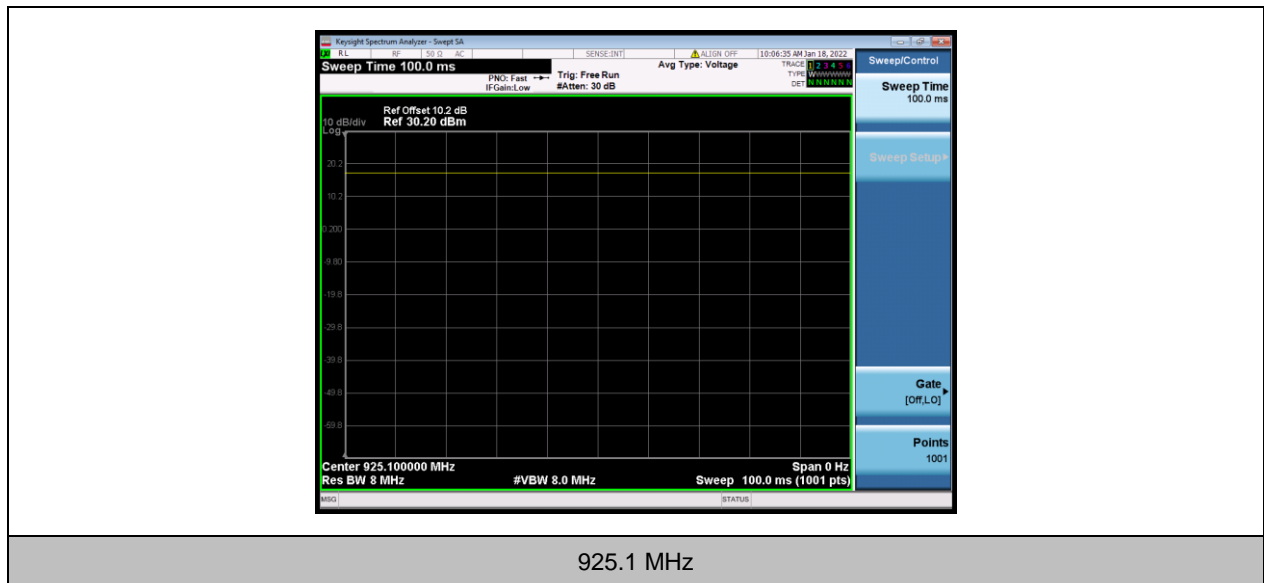 Keysight Spectrum Analyzer - Swept SA
RL RF 50 Ω AC SENSE:INT ALIGN OFF 10:06:35 AM Jan 18, 2022
Sweep Time 100.0 ms
PNO: Fast
IFGain:Low
Trig: Free Run
#Atten: 30 dB
Avg Type: Voltage
TRACE 1 2 3 4 5 6
TYPE WWWWWW
DET N N N N N N
Ref Offset 10.2 dB
10 dB/div Ref 30.20 dBm
Log
20.2
10.2
0.200
-9.80
-19.8
-29.8
-39.8
-49.8
-59.8
Center 925.100000 MHz Span 0 Hz
Res BW 8 MHz #VBW 8.0 MHz Sweep 100.0 ms (1001 pts)
MSG STATUS
Sweep/Control
Sweep Time
100.0 ms
Sweep Setup
Gate
[Off,LO]
Points
1001
925.1 MHz